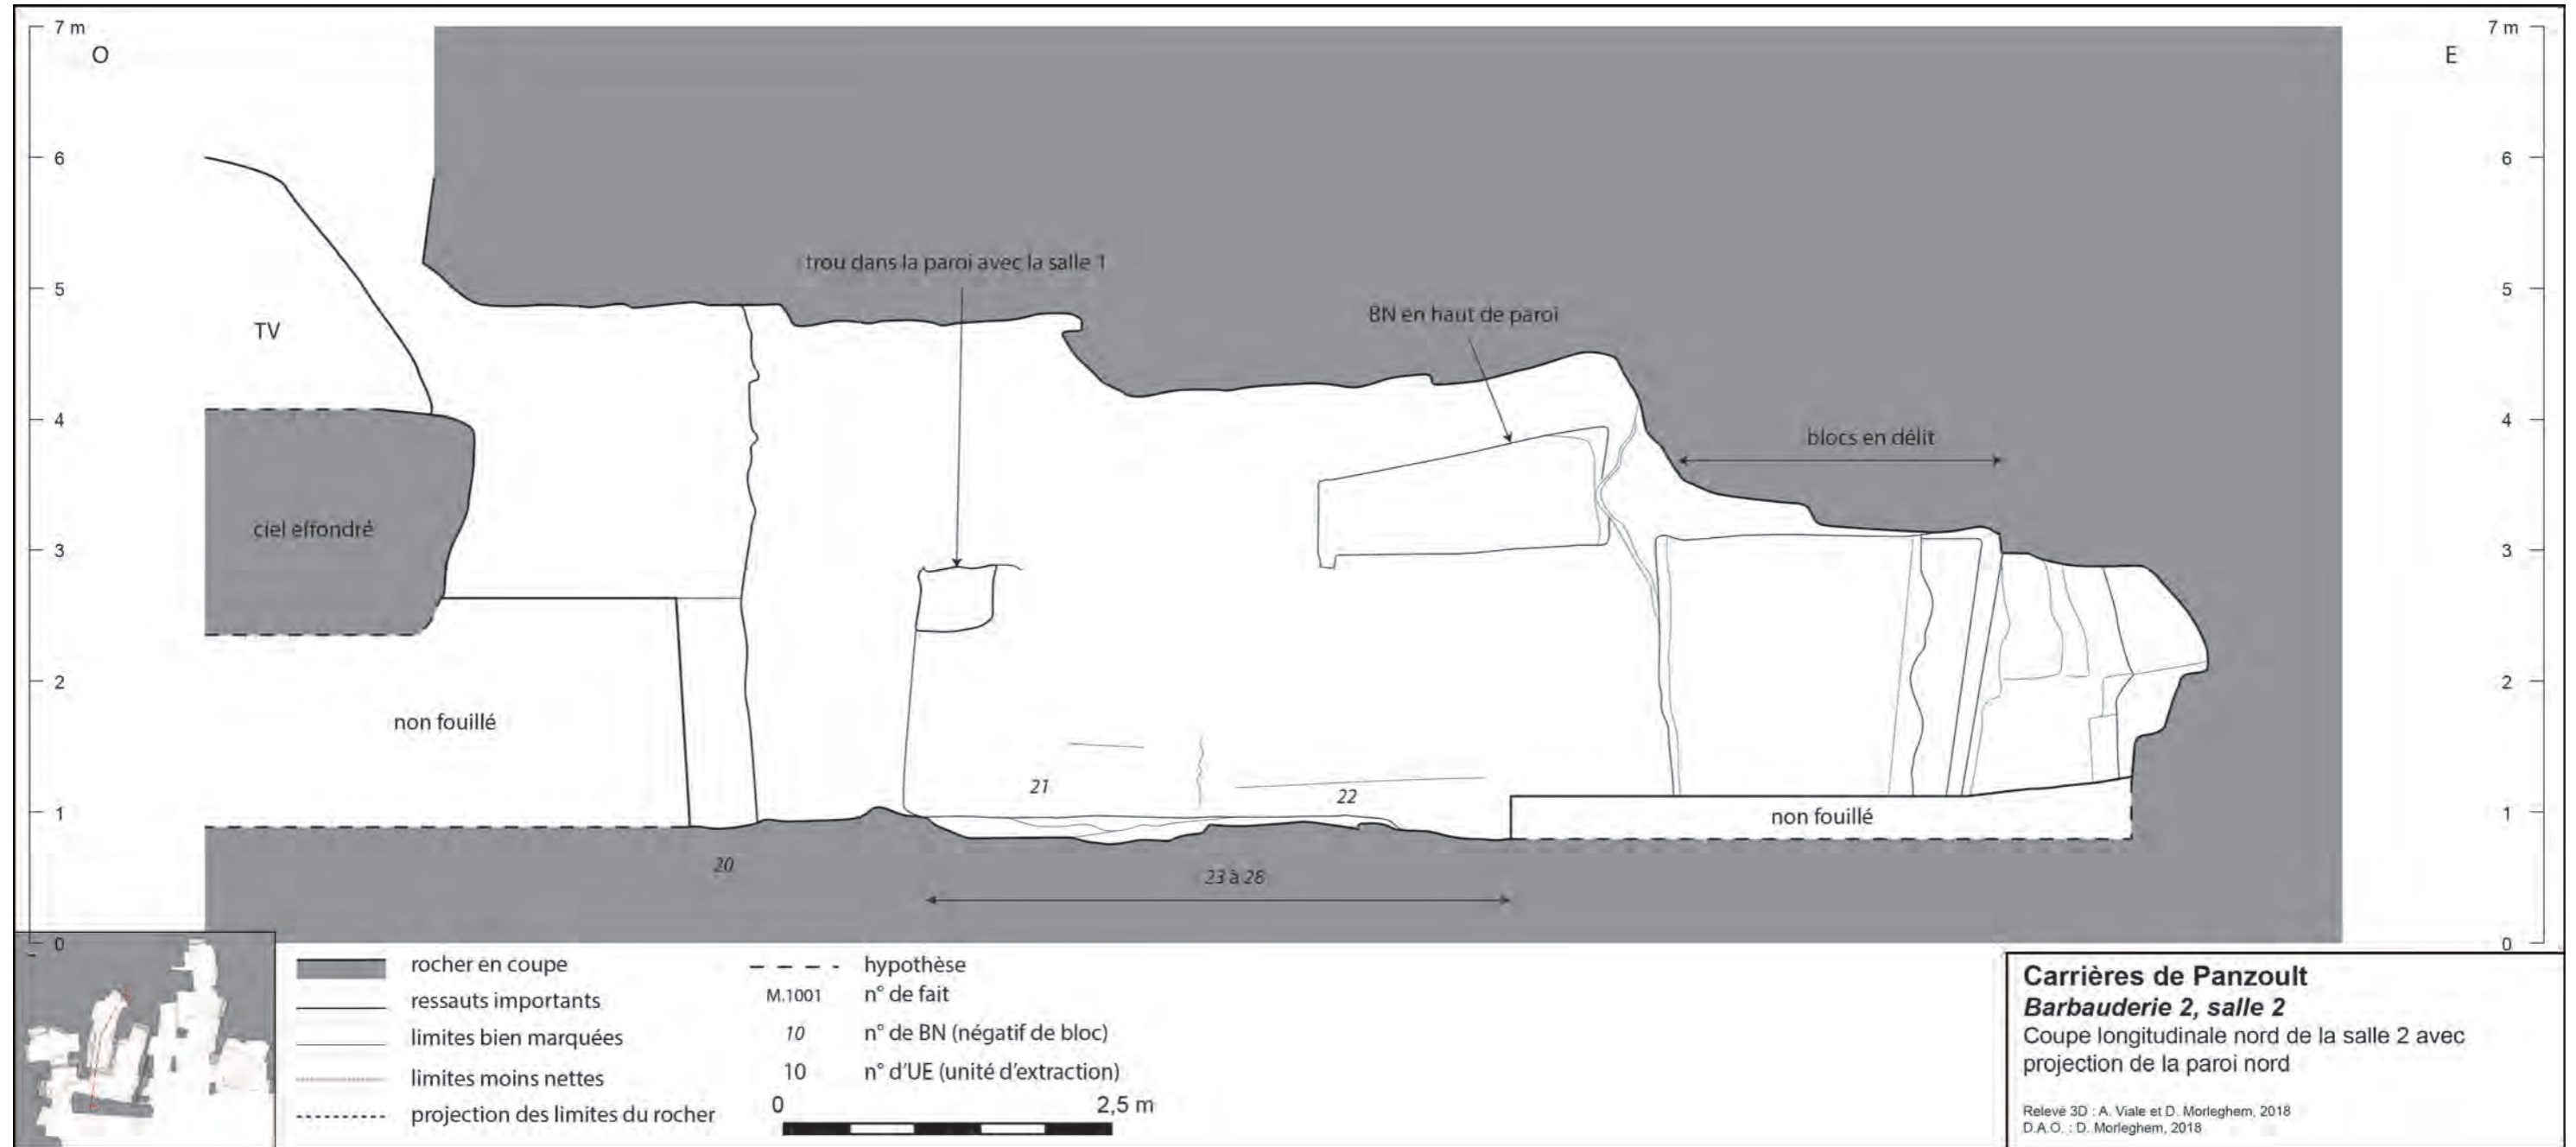 7 m
O
7 m
E
6
6
trou dans la paroi avec la salle 1
5
5
BN en haut de paroi
TV
4
4
blocs en délit
ciel effondré
3
3
2
2
non fouillé
21
22
1
non fouillé
1
20
23 à 26
0
0
rocher en coupe
ressauts importants
limites bien marquées
limites moins nettes
projection des limites du rocher
hypothèse
M.1001 n° de fait
10 n° de BN (négatif de bloc)
10 n° d'UE (unité d'extraction)
0 2,5 m
Carrières de Panzoult
Barbauderie 2, salle 2
Coupe longitudinale nord de la salle 2 avec
projection de la paroi nord
Relevé 3D : A. Viale et D. Morleghem, 2018
D.A.O. : D. Morleghem, 2018